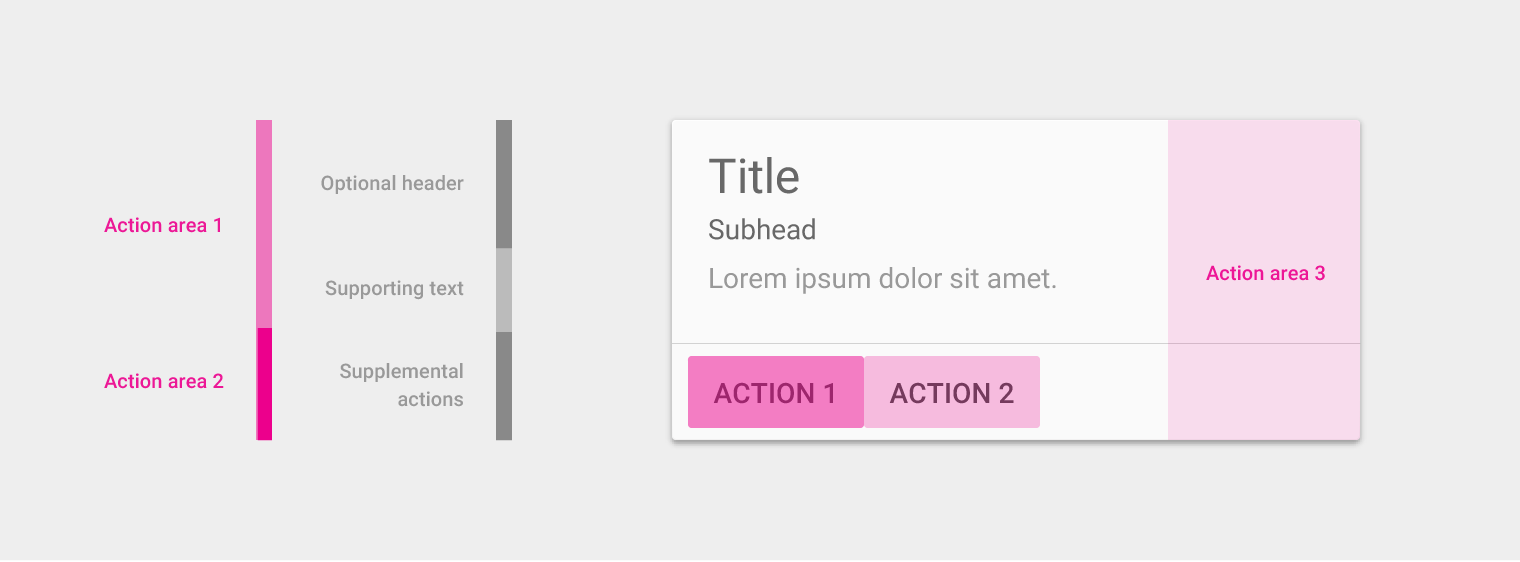 Action area 1
Action area 2
Optional header
Supporting text
Supplemental
actions
Title
Subhead
Lorem ipsum dolor sit amet.
ACTION 1
ACTION 2
Action area 3